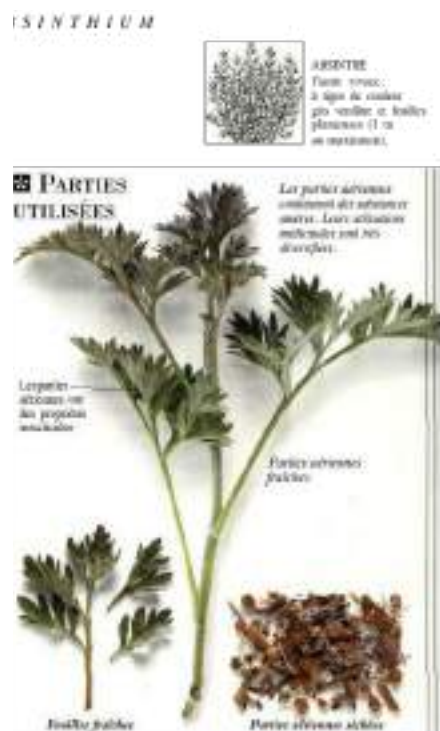 SINTHIUM
ABSINTHE
Plante vivace,
à tiges de couleur
gris verdâtre et feuilles
plumeuses (1 m
au maximum).
PARTIES
UTILISÉES
Les parties aériennes
contiennent des substances
amères. Leurs utilisations
médicinales sont très
diversifiées.
Les parties
aériennes ont
des propriétés
Parties aériennes
fraîches
Feuilles fraîches
Parties aériennes séchées